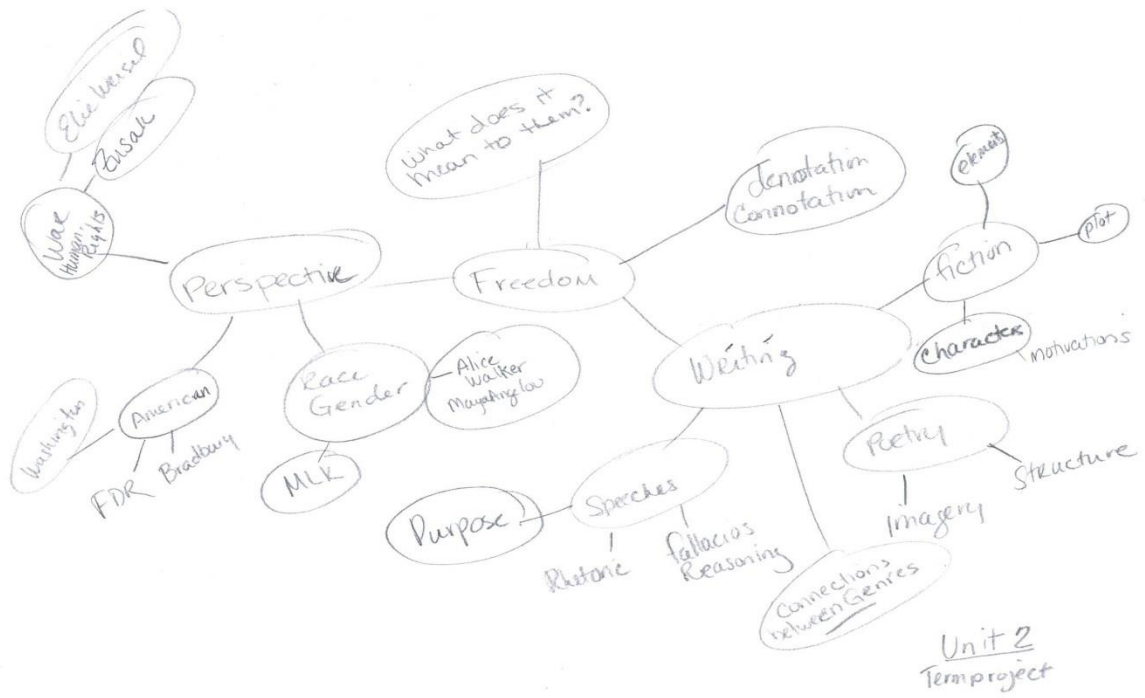 Elie Weisel
Zusak
War
Human
Rights
Perspective
American
Washington
FDR
Bradbury
Race
Gender
Alice
Walker
Maya Angelou
MLK
What does it
mean to them?
Freedom
denotation
Connotation
Writing
fiction
elements
plot
Characters
motivations
Poetry
Structure
Imagery
Speeches
Purpose
Rhetoric
fallacios
Reasoning
Connections
between Genres
Unit 2
Term project